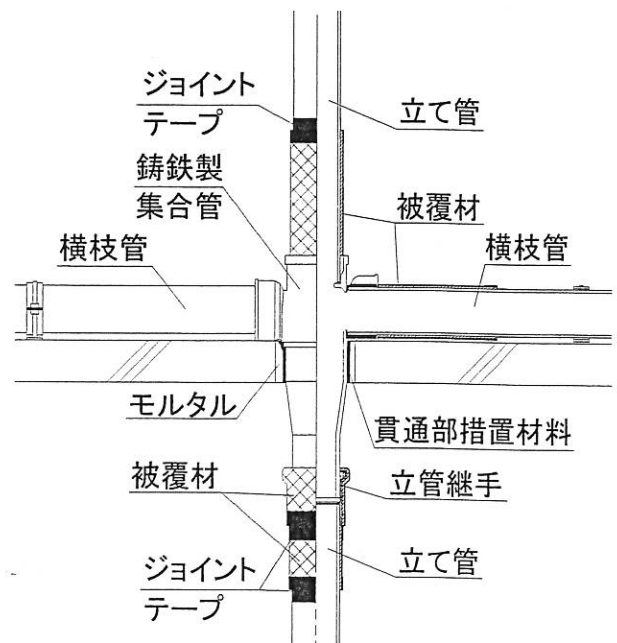 ジョイント
テープ
立て管
鋳鉄製
集合管
被覆材
横枝管
横枝管
モルタル
貫通部措置材料
被覆材
立管継手
ジョイント
テープ
立て管